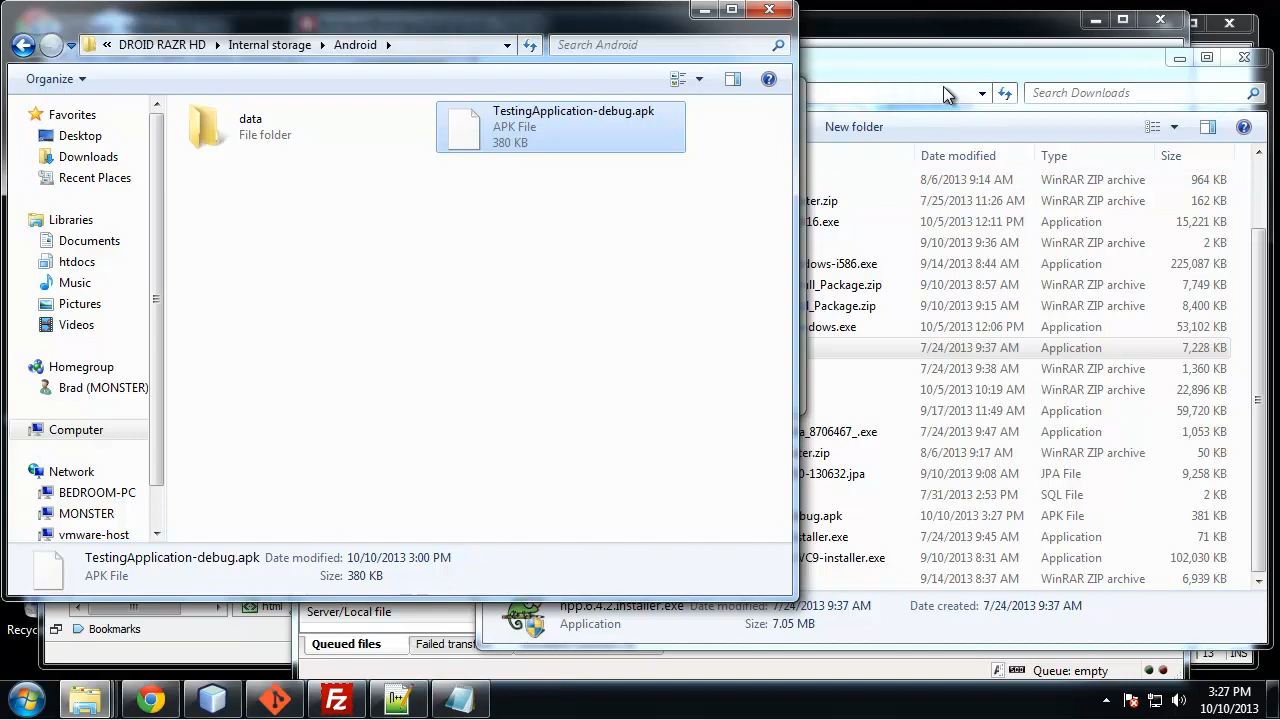 DROID RAZR HD
Internal storage
Android
Search Android
Organize
Favorites
Desktop
Downloads
Recent Places
Libraries
Documents
htdocs
Music
Pictures
Videos
Homegroup
Brad (MONSTER)
Computer
Network
BEDROOM-PC
MONSTER
vmware-host
data
File folder
TestingApplication-debug.apk
APK File
380 KB
TestingApplication-debug.apk Date modified: 10/10/2013 3:00 PM
APK File Size: 380 KB
Search Downloads
New folder
Date modified Type Size
8/6/2013 9:14 AM WinRAR ZIP archive 964 KB
ter.zip 7/25/2013 11:26 AM WinRAR ZIP archive 162 KB
16.exe 10/5/2013 12:11 PM Application 15,221 KB
9/10/2013 9:36 AM WinRAR ZIP archive 2 KB
dows-i586.exe 9/14/2013 8:44 AM Application 225,087 KB
ll_Package.zip 9/10/2013 8:57 AM WinRAR ZIP archive 7,749 KB
l_Package.zip 9/10/2013 9:15 AM WinRAR ZIP archive 8,400 KB
dows.exe 10/5/2013 12:06 PM Application 53,102 KB
7/24/2013 9:37 AM Application 7,228 KB
7/24/2013 9:38 AM WinRAR ZIP archive 1,360 KB
10/5/2013 10:19 AM WinRAR ZIP archive 22,896 KB
9/17/2013 11:49 AM Application 59,720 KB
a_8706467_.exe 7/24/2013 9:47 AM Application 1,053 KB
ter.zip 8/6/2013 9:17 AM WinRAR ZIP archive 50 KB
0-130632.jpa 9/10/2013 9:08 AM JPA File 9,258 KB
7/31/2013 2:53 PM SQL File 2 KB
bug.apk 10/10/2013 3:27 PM APK File 381 KB
staller.exe 7/24/2013 9:45 AM Application 71 KB
VC9-installer.exe 9/10/2013 8:31 AM Application 102,030 KB
9/14/2013 8:37 AM WinRAR ZIP archive 6,939 KB
npp.6.4.2.Installer.exe Date modified: 7/24/2013 9:37 AM Date created: 7/24/2013 9:37 AM
Application Size: 7.05 MB
html
Bookmarks
Server/Local file
Queued files Failed transf
Queue: empty
13 INS
Recyc
3:27 PM
10/10/2013